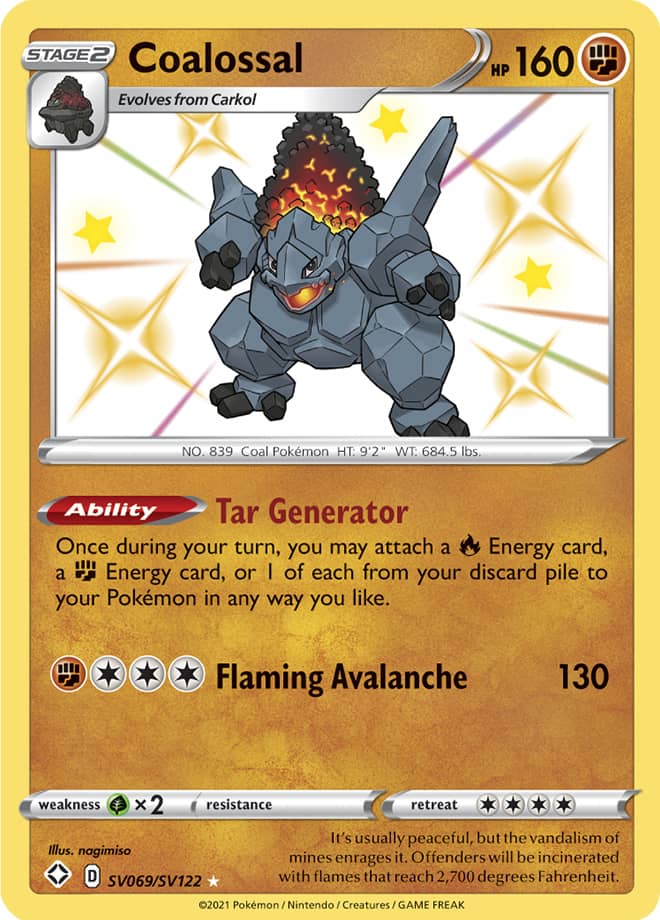 STAGE 2
Coalossal
HP 160
Evolves from Carkol
NO. 839 Coal Pokémon HT: 9'2" WT: 684.5 lbs.
Ability Tar Generator
Once during your turn, you may attach a Energy card,
a Energy card, or 1 of each from your discard pile to
your Pokémon in any way you like.
Flaming Avalanche 130
weakness ×2 resistance retreat
Illus. nagimiso
It's usually peaceful, but the vandalism of
mines enrages it. Offenders will be incinerated
with flames that reach 2,700 degrees Fahrenheit.
D SV069/SV122
©2021 Pokémon / Nintendo / Creatures / GAME FREAK